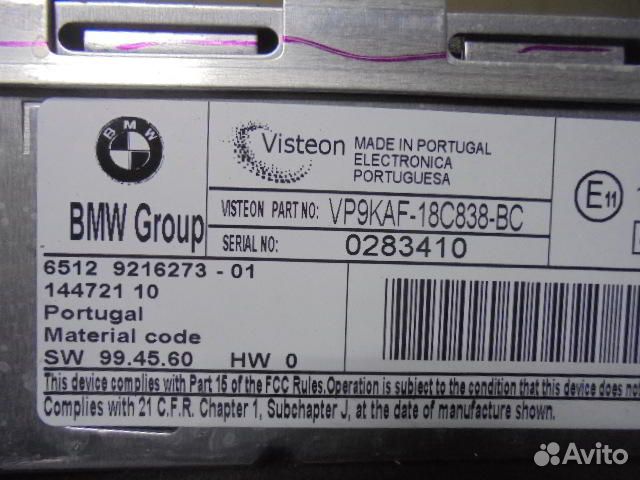 BMW
Visteon
MADE IN PORTUGAL
ELECTRONICA
PORTUGUESA
E11
BMW Group
VISTEON PART NO: VP9KAF-18C838-BC
SERIAL NO: 0283410
6512 9216273 - 01
144721 10
Portugal
Material code
SW 99.45.60 HW 0
This device complies with Part 15 of the FCC Rules.Operation is subject to the condition that this device does not
Complies with 21 C.F.R. Chapter 1, Subchapter J, at the date of manufacture shown.
Avito